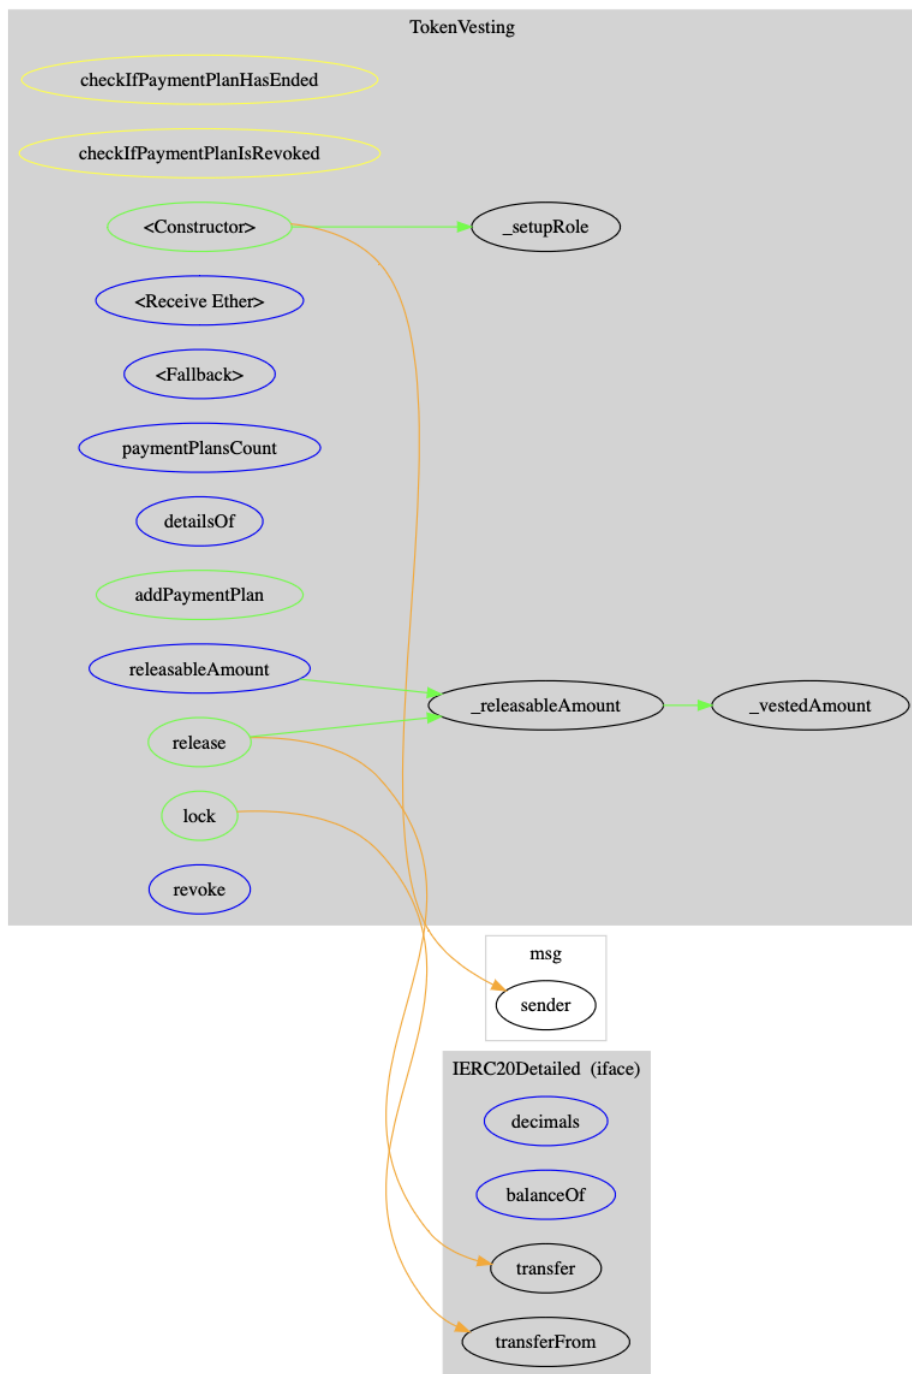 TokenVesting
checkIfPaymentPlanHasEnded
checkIfPaymentPlanIsRevoked
<Constructor>
_setupRole
<Receive Ether>
<Fallback>
paymentPlansCount
detailsOf
addPaymentPlan
releasableAmount
_releasableAmount
_vestedAmount
release
lock
revoke
msg
sender
IERC20Detailed (iface)
decimals
balanceOf
transfer
transferFrom